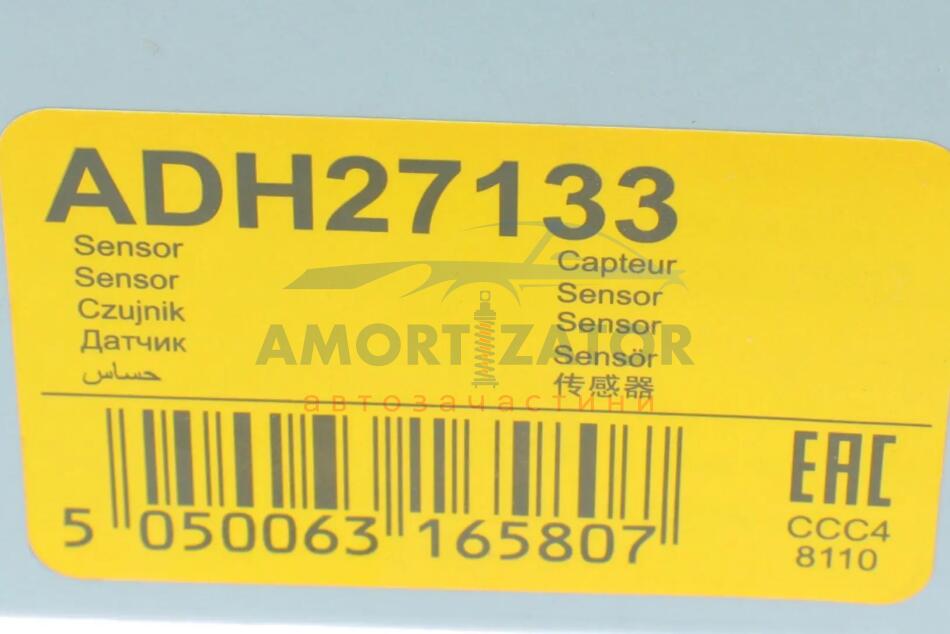 ADH27133
Sensor
Sensor
Czujnik
Датчик
حساس
Capteur
Sensor
Sensor
Sensör
传感器
AMORTIZATOR
автозачастини
5 050063 165807
EAC
CCC4
8110